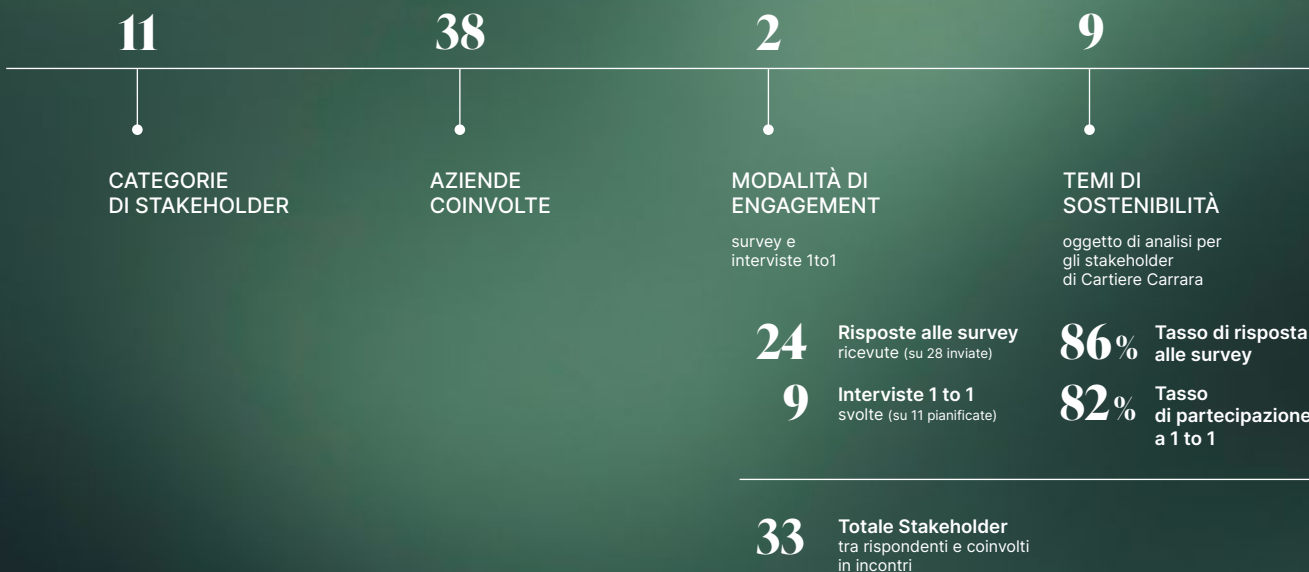 11
38
2
9
CATEGORIE
DI STAKEHOLDER
AZIENDE
COINVOLTE
MODALITÀ DI
ENGAGEMENT
survey e
interviste 1to1
TEMI DI
SOSTENIBILITÀ
oggetto di analisi per
gli stakeholder
di Cartiere Carrara
24
Risposte alle survey
ricevute (su 28 inviate)
86%
Tasso di risposta
alle survey
9
Interviste 1 to 1
svolte (su 11 pianificate)
82%
Tasso
di partecipazione
a 1 to 1
33
Totale Stakeholder
tra rispondenti e coinvolti
in incontri